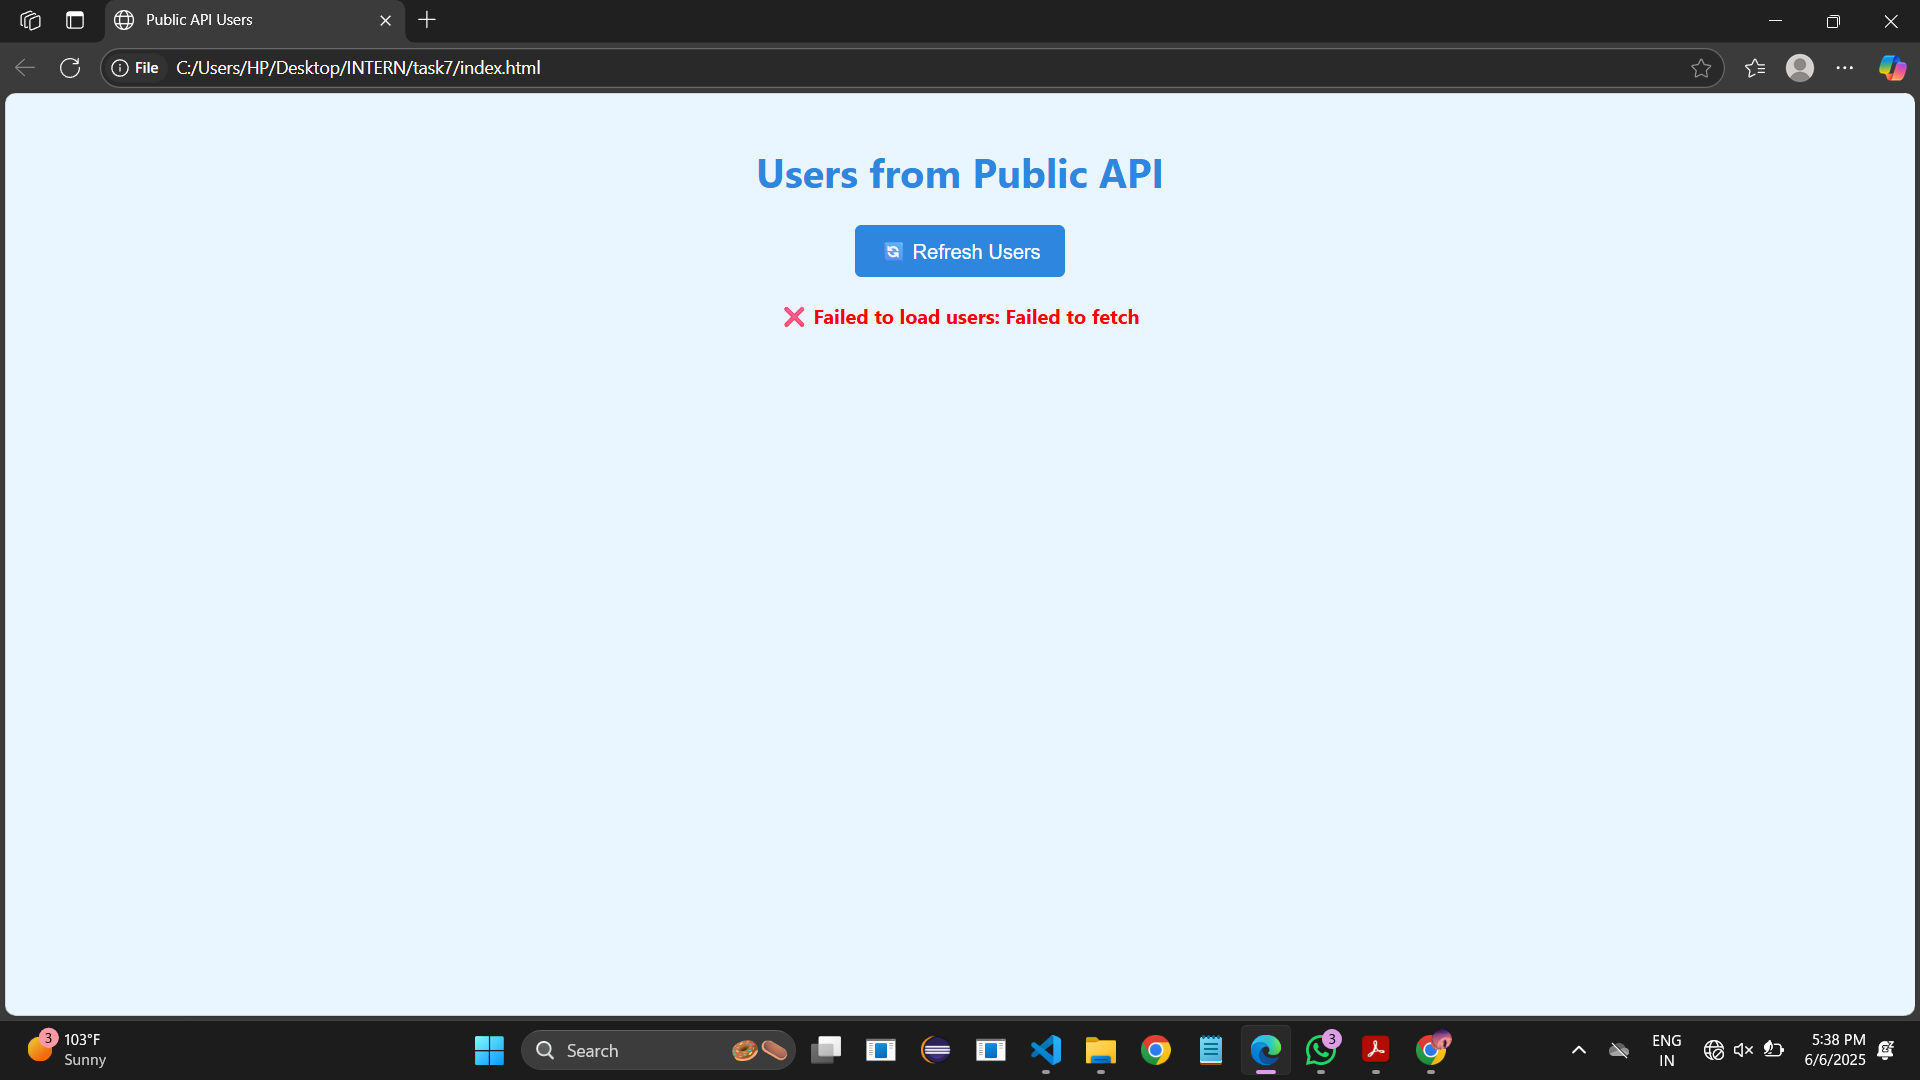 Public API Users
File C:/Users/HP/Desktop/INTERN/task7/index.html
Users from Public API
Refresh Users
Failed to load users: Failed to fetch
3
103°F
Sunny
Search
3
ENG
IN
5:38 PM
6/6/2025